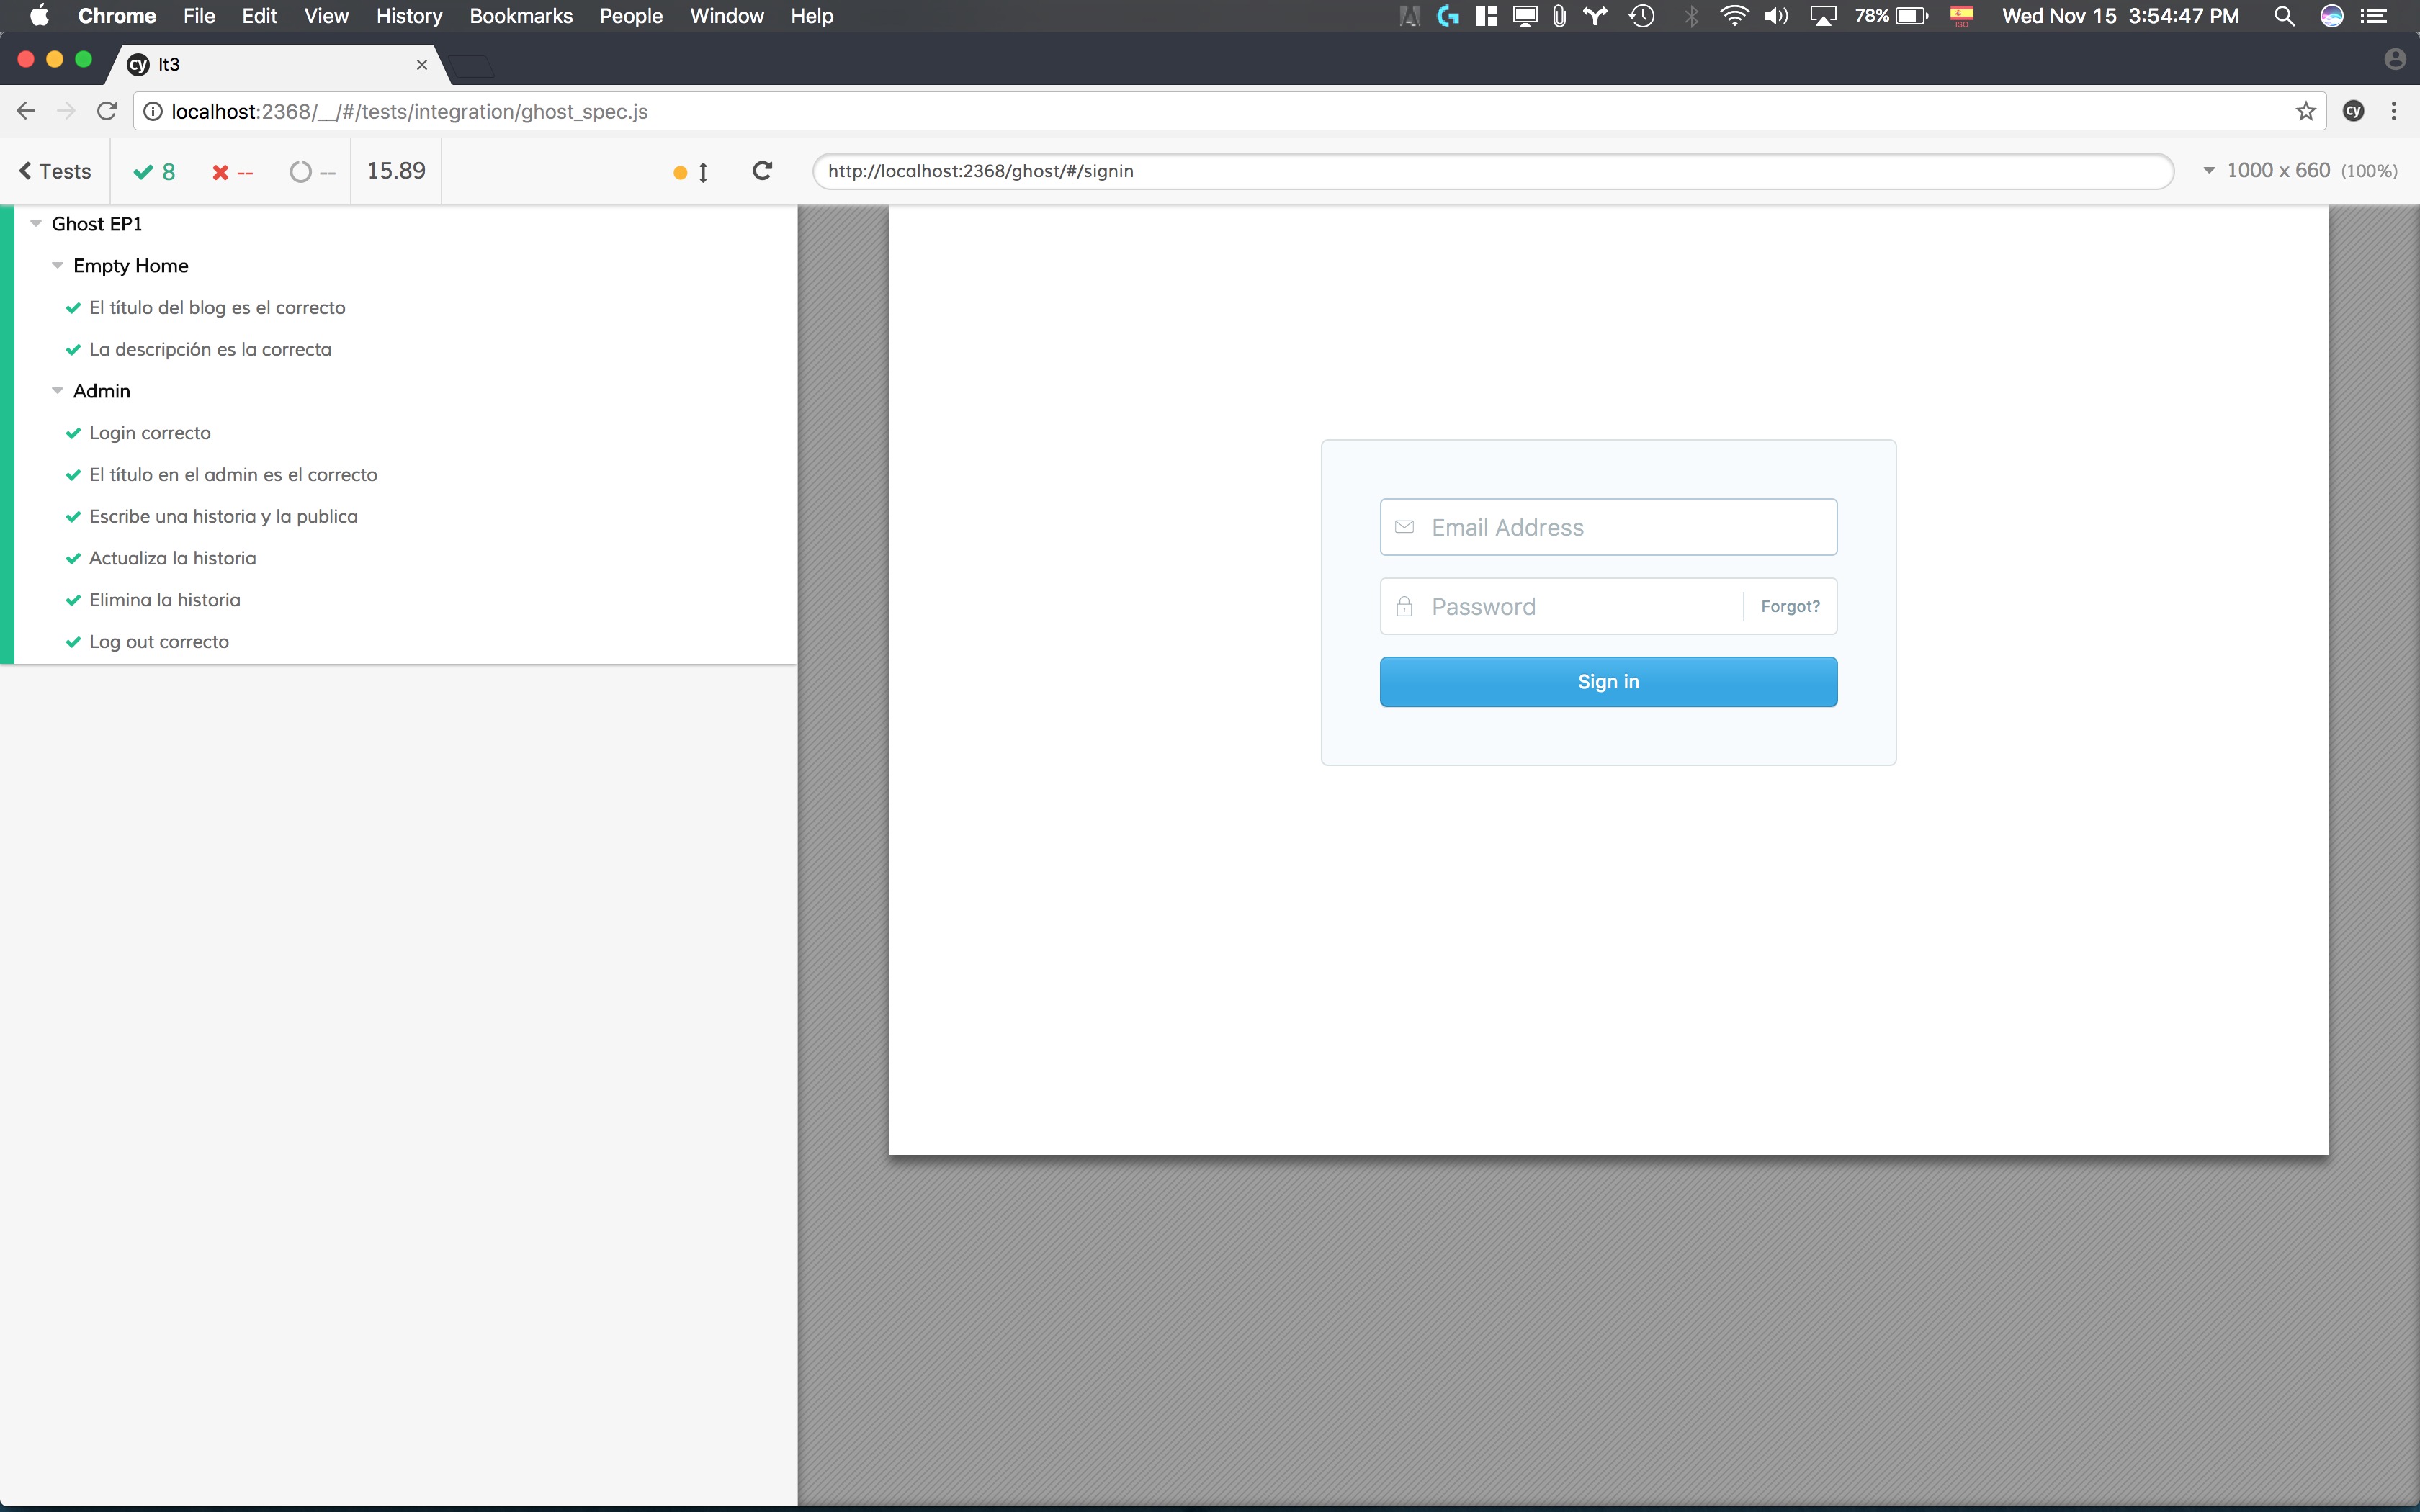 Chrome File Edit View History Bookmarks People Window Help 78% ISO Wed Nov 15 3:54:47 PM
cy lt3
localhost:2368/__/#/tests/integration/ghost_spec.js cy
Tests 8 -- -- 15.89 http://localhost:2368/ghost/#/signin 1000 x 660 (100%)
Ghost EP1
Empty Home
El título del blog es el correcto
La descripción es la correcta
Admin
Login correcto
El título en el admin es el correcto
Escribe una historia y la publica
Actualiza la historia
Elimina la historia
Log out correcto
Email Address
Password Forgot?
Sign in